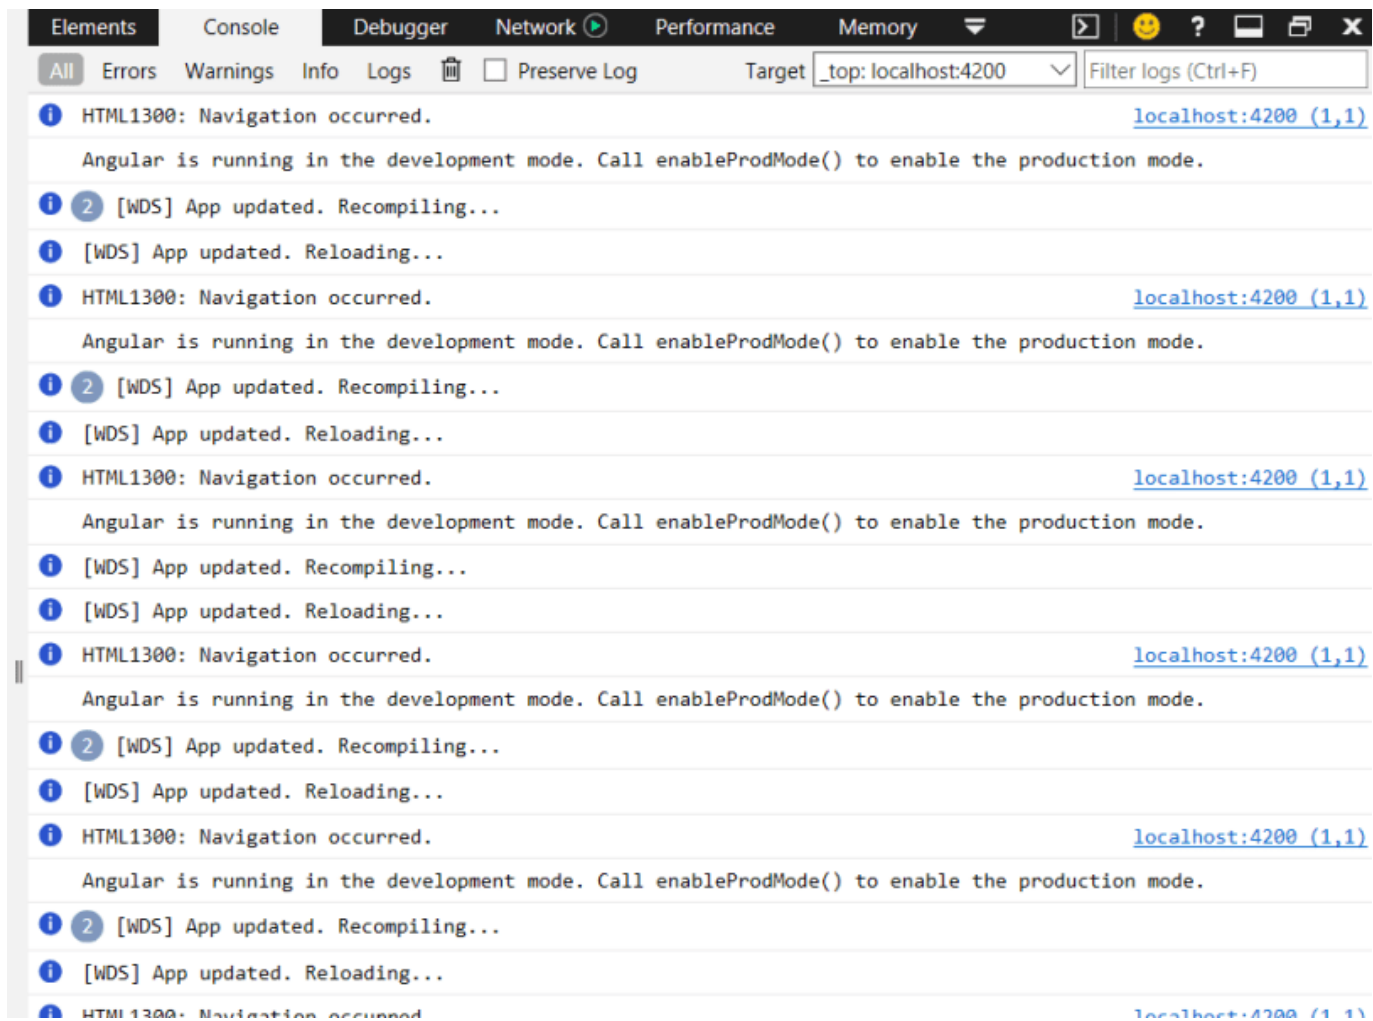 Elements Console Debugger Network Performance Memory ?
All Errors Warnings Info Logs Preserve Log Target _top: localhost:4200 Filter logs (Ctrl+F)
HTML1300: Navigation occurred. localhost:4200 (1,1)
Angular is running in the development mode. Call enableProdMode() to enable the production mode.
2 [WDS] App updated. Recompiling...
[WDS] App updated. Reloading...
HTML1300: Navigation occurred. localhost:4200 (1,1)
Angular is running in the development mode. Call enableProdMode() to enable the production mode.
2 [WDS] App updated. Recompiling...
[WDS] App updated. Reloading...
HTML1300: Navigation occurred. localhost:4200 (1,1)
Angular is running in the development mode. Call enableProdMode() to enable the production mode.
[WDS] App updated. Recompiling...
[WDS] App updated. Reloading...
HTML1300: Navigation occurred. localhost:4200 (1,1)
Angular is running in the development mode. Call enableProdMode() to enable the production mode.
2 [WDS] App updated. Recompiling...
[WDS] App updated. Reloading...
HTML1300: Navigation occurred. localhost:4200 (1,1)
Angular is running in the development mode. Call enableProdMode() to enable the production mode.
2 [WDS] App updated. Recompiling...
[WDS] App updated. Reloading...
HTML1300: Navigation occurred. localhost:4200 (1,1)